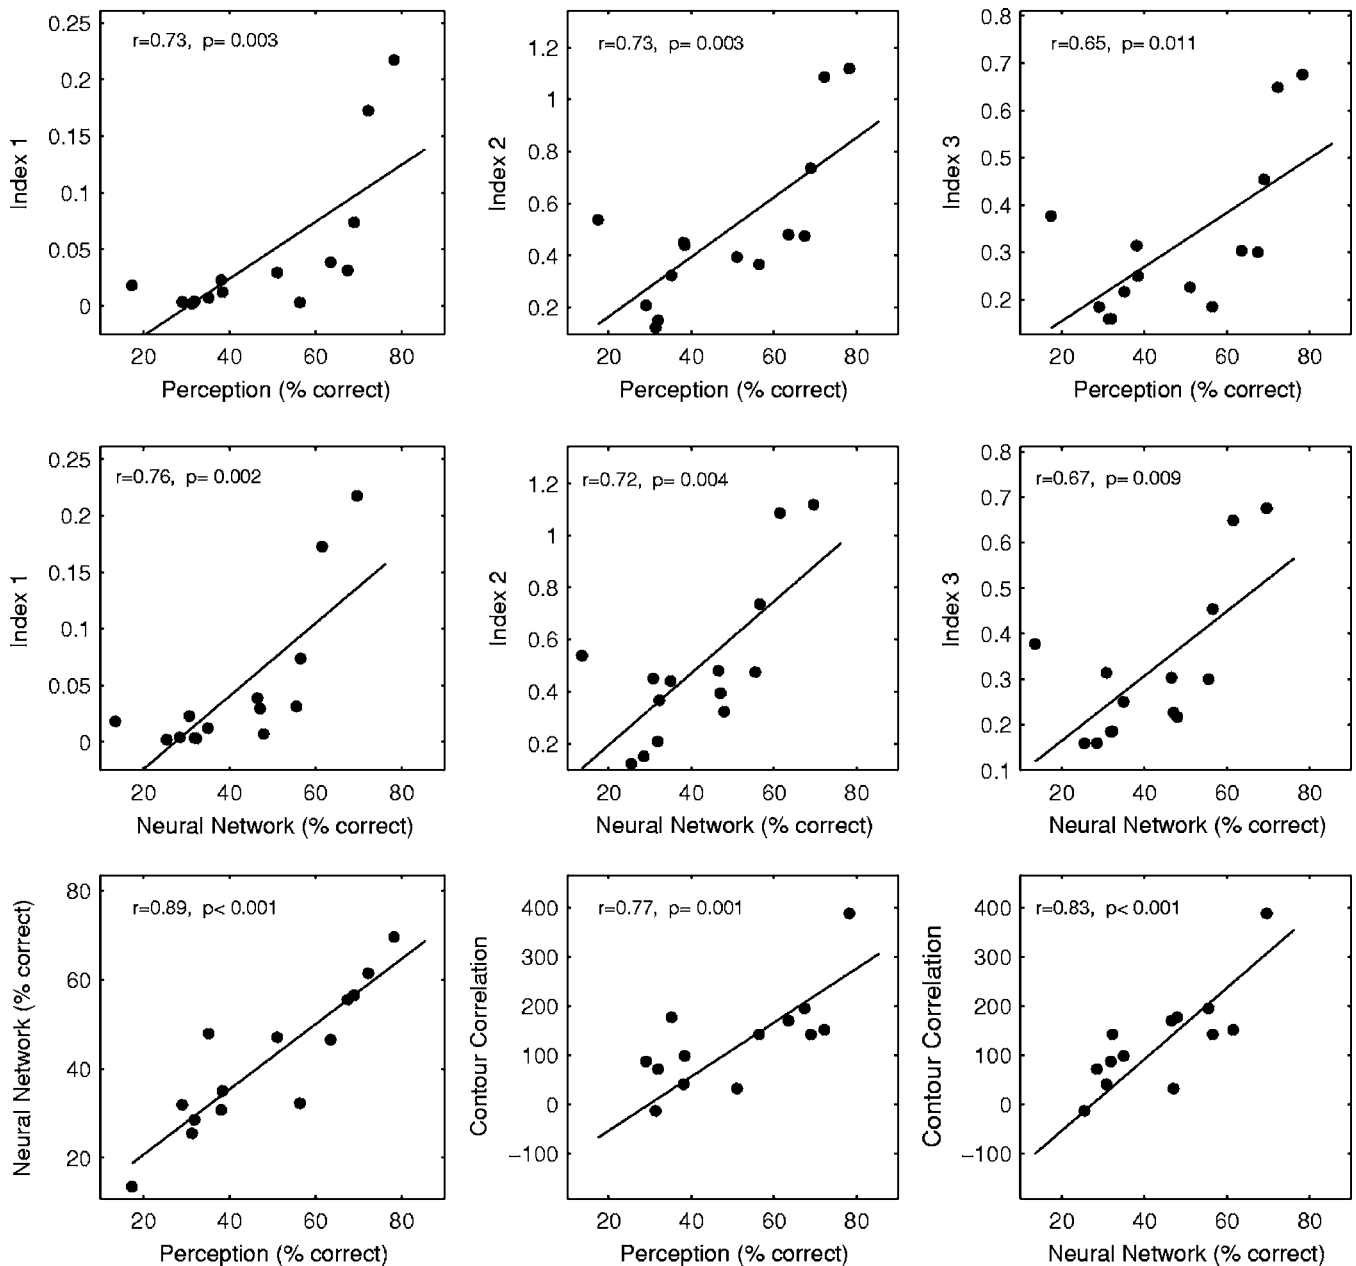 r=0.73, p= 0.003
0.25
0.2
0.15
0.1
0.05
0
Index 1
20 40 60 80
Perception (% correct)
r=0.73, p= 0.003
1.2
1
0.8
0.6
0.4
0.2
Index 2
20 40 60 80
Perception (% correct)
r=0.65, p= 0.011
0.8
0.7
0.6
0.5
0.4
0.3
0.2
Index 3
20 40 60 80
Perception (% correct)
r=0.76, p= 0.002
0.25
0.2
0.15
0.1
0.05
0
Index 1
20 40 60 80
Neural Network (% correct)
r=0.72, p= 0.004
1.2
1
0.8
0.6
0.4
0.2
Index 2
20 40 60 80
Neural Network (% correct)
r=0.67, p= 0.009
0.8
0.7
0.6
0.5
0.4
0.3
0.2
0.1
Index 3
20 40 60 80
Neural Network (% correct)
r=0.89, p< 0.001
80
60
40
20
Neural Network (% correct)
20 40 60 80
Perception (% correct)
r=0.77, p= 0.001
400
300
200
100
0
−100
Contour Correlation
20 40 60 80
Perception (% correct)
r=0.83, p< 0.001
400
300
200
100
0
−100
Contour Correlation
20 40 60 80
Neural Network (% correct)